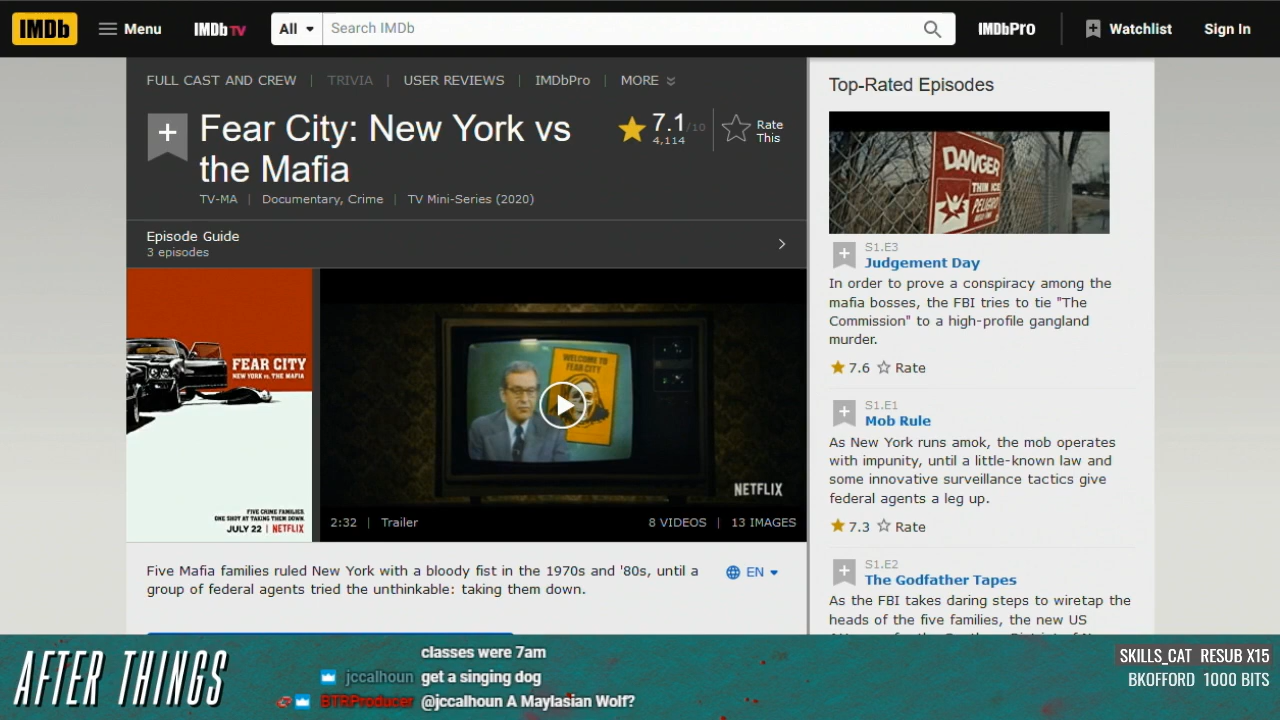 IMDb
Menu
IMDb TV
All
Search IMDb
IMDbPRO
Watchlist
Sign In
FULL CAST AND CREW
TRIVIA
USER REVIEWS
IMDbPro
MORE
Fear City: New York vs
the Mafia
7.1/10
4,114
Rate
This
TV-MA | Documentary, Crime | TV Mini-Series (2020)
Episode Guide
3 episodes
FEAR CITY
NEW YORK vs. THE MAFIA
FIVE CRIME FAMILIES.
ONE SHOT AT TAKING THEM DOWN.
JULY 22 | NETFLIX
WELCOME TO
FEAR CITY
NETFLIX
2:32 | Trailer
8 VIDEOS | 13 IMAGES
Five Mafia families ruled New York with a bloody fist in the 1970s and '80s, until a
group of federal agents tried the unthinkable: taking them down.
EN
Top-Rated Episodes
DANGER
THIN ICE
PELIGRO
S1.E3
Judgement Day
In order to prove a conspiracy among the
mafia bosses, the FBI tries to tie "The
Commission" to a high-profile gangland
murder.
7.6 Rate
S1.E1
Mob Rule
As New York runs amok, the mob operates
with impunity, until a little-known law and
some innovative surveillance tactics give
federal agents a leg up.
7.3 Rate
S1.E2
The Godfather Tapes
As the FBI takes daring steps to wiretap the
heads of the five families, the new US
AFTER THINGS
classes were 7am
jccalhoun get a singing dog
BTRProducer @jccalhoun A Maylasian Wolf?
SKILLS_CAT RESUB X15
BKOFFORD 1000 BITS